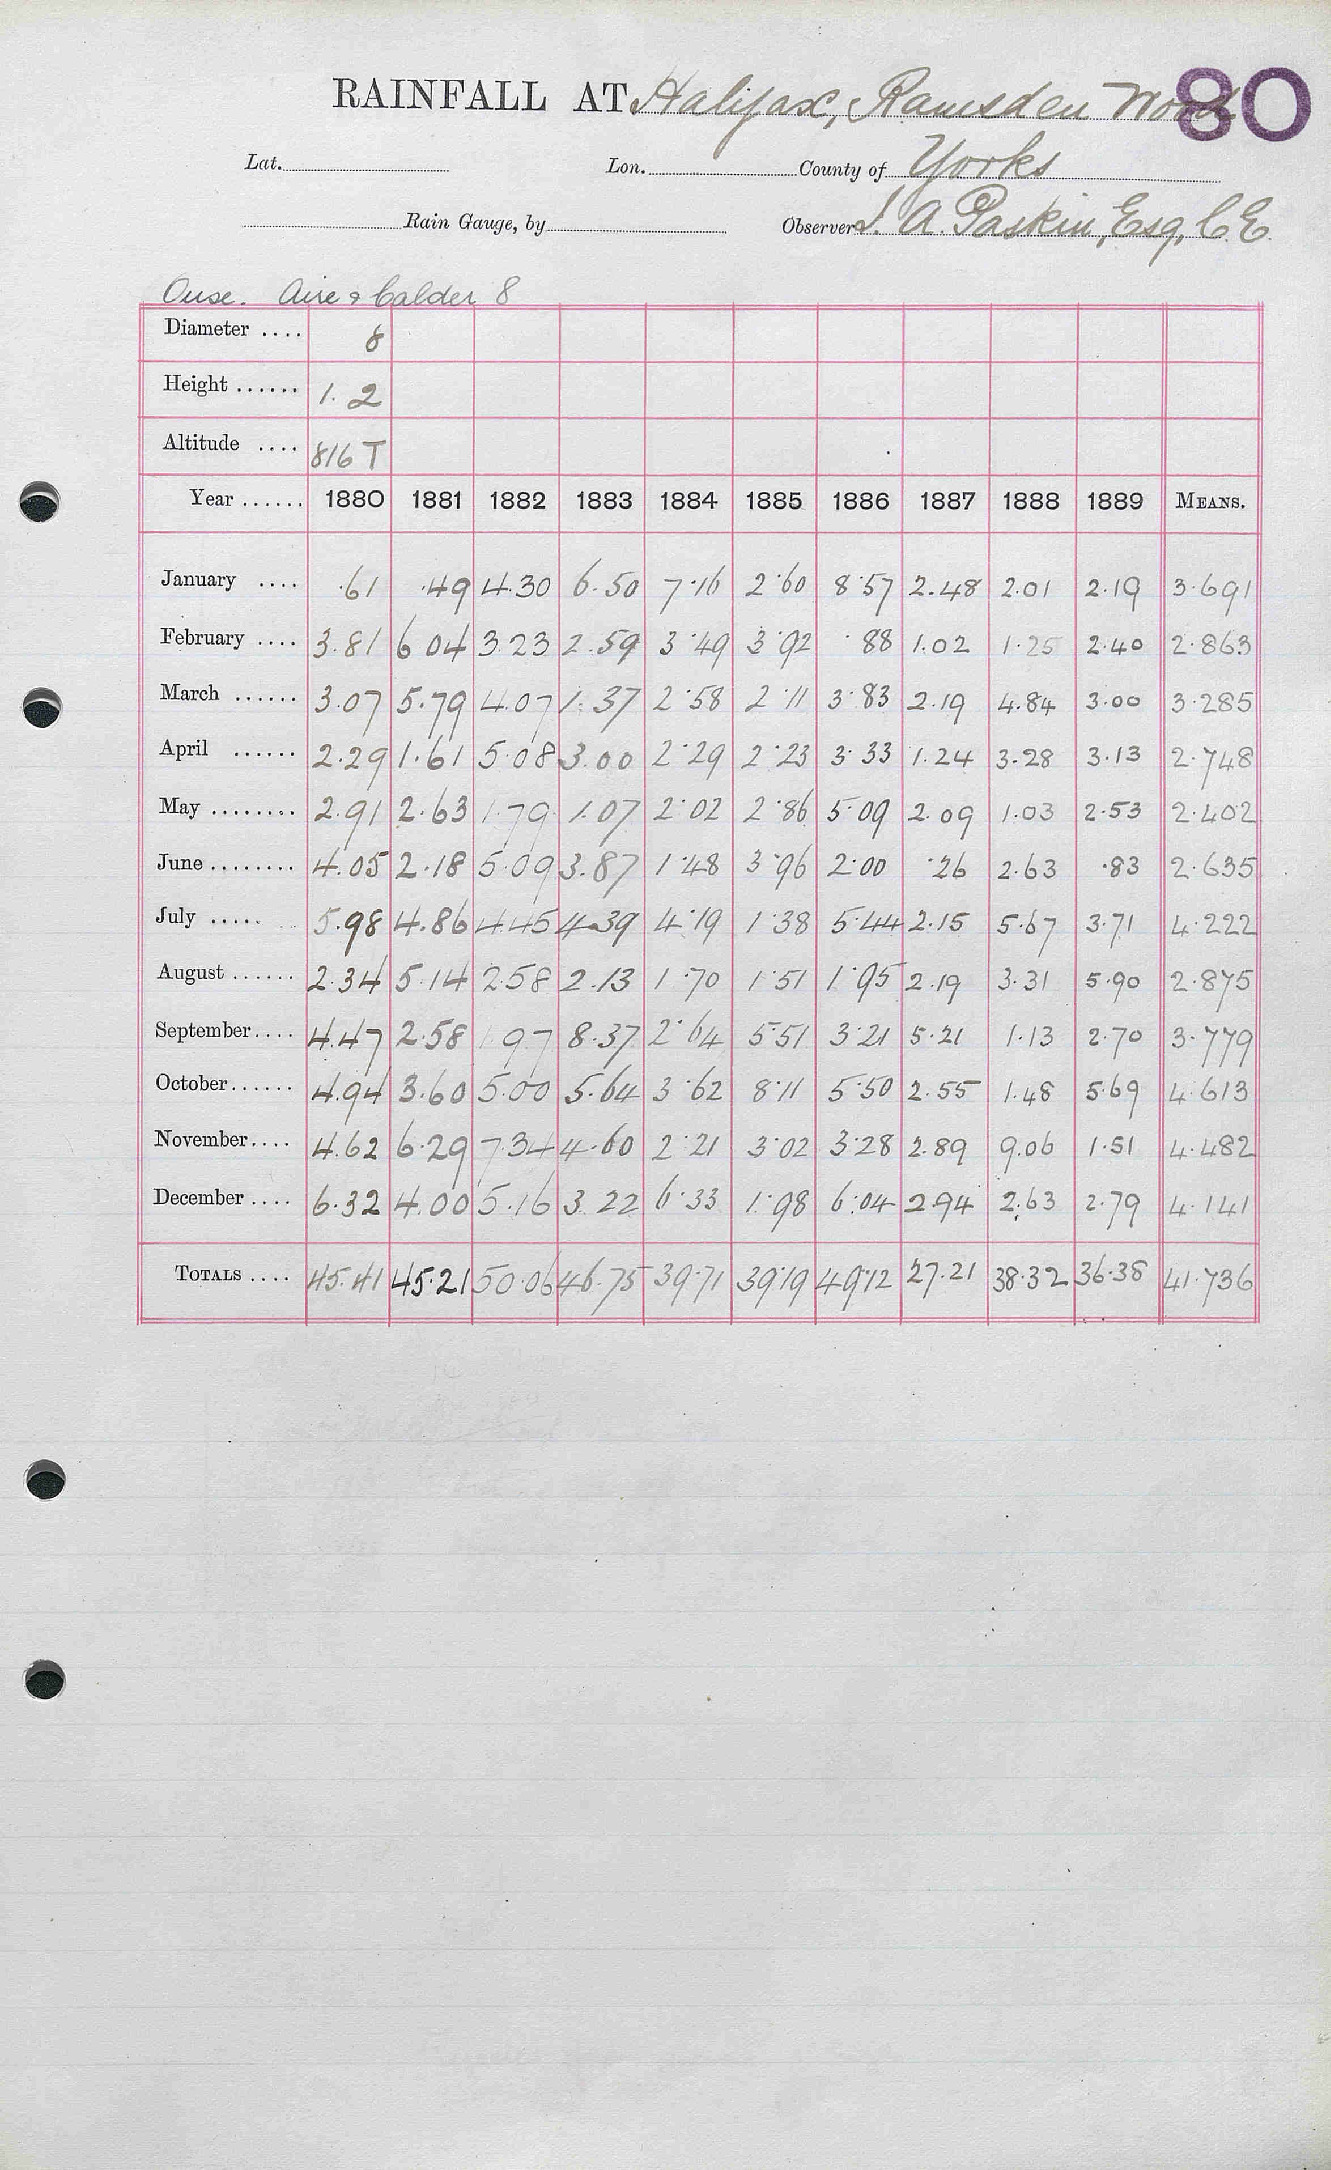 RAINFALL AT Halifax, Ramsden Wood 80
Lat. Lon. County of Yorks
Rain Gauge, by Observer J. A. Paskin, Esq, C.E.
Ouse. Aire & Calder 8
Diameter .... 8
Height ...... 1.2
Altitude .... 816 T
Year ...... 1880 1881 1882 1883 1884 1885 1886 1887 1888 1889 MEANS.
January .... .61 .49 4.30 6.50 7.16 2.60 8.57 2.48 2.01 2.19 3.691
February .... 3.81 6 04 3 23 2.59 3.49 3.92 .88 1.02 1.25 2.40 2.863
March ...... 3.07 5.79 4.07 1.37 2.58 2.11 3.83 2.19 4.84 3.00 3.285
April ...... 2.29 1.61 5.08 3.00 2.29 2.23 3.33 1.24 3.28 3.13 2.748
May ........ 2.91 2.63 1.79 1.07 2.02 2.86 5.09 2.09 1.03 2.53 2.402
June ........ 4.05 2.18 5.09 3.87 1.48 3.96 2.00 .26 2.63 .83 2.635
July ..... 5.98 4.86 4.45 4.39 4.19 1.38 5.44 2.15 5.67 3.71 4.222
August ...... 2.34 5.14 2.58 2.13 1.70 1.51 1.95 2.19 3.31 5.90 2.875
September .... 4.47 2.58 1.97 8.37 2.64 5.51 3.21 5.21 1.13 2.70 3.779
October ...... 4.94 3.60 5.00 5.64 3.62 8.11 5.50 2.55 1.48 5.69 4.613
November .... 4.62 6.29 7.34 4.60 2.21 3.02 3.28 2.89 9.06 1.51 4.482
December .... 6.32 4.00 5.16 3.22 6.33 1.98 6.04 2.94 2.63 2.79 4.141
TOTALS .... 45.41 45.21 50.06 46.75 39.71 39.19 49.12 27.21 38.32 36.38 41.736